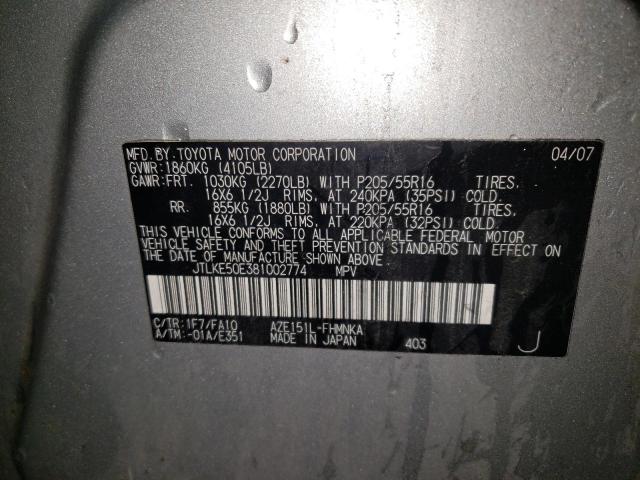 MFD.BY:TOYOTA MOTOR CORPORATION 04/07
GVWR:1860KG (4105LB)
GAWR:FRT. 1030KG (2270LB) WITH P205/55R16 TIRES,
16X6 1/2J RIMS, AT 240KPA (35PSI) COLD.
RR. 855KG (1880LB) WITH P205/55R16 TIRES,
16X6 1/2J RIMS, AT 220KPA (32PSI) COLD.
THIS VEHICLE CONFORMS TO ALL APPLICABLE FEDERAL MOTOR
VEHICLE SAFETY AND THEFT PREVENTION STANDARDS IN EFFECT ON
THE DATE OF MANUFACTURE SHOWN ABOVE.
JTLKE50E381002774 MPV
C/TR:1F7/FA10 AZE151L-FHMNKA
A/TM:-01A/E351 MADE IN JAPAN 403 J